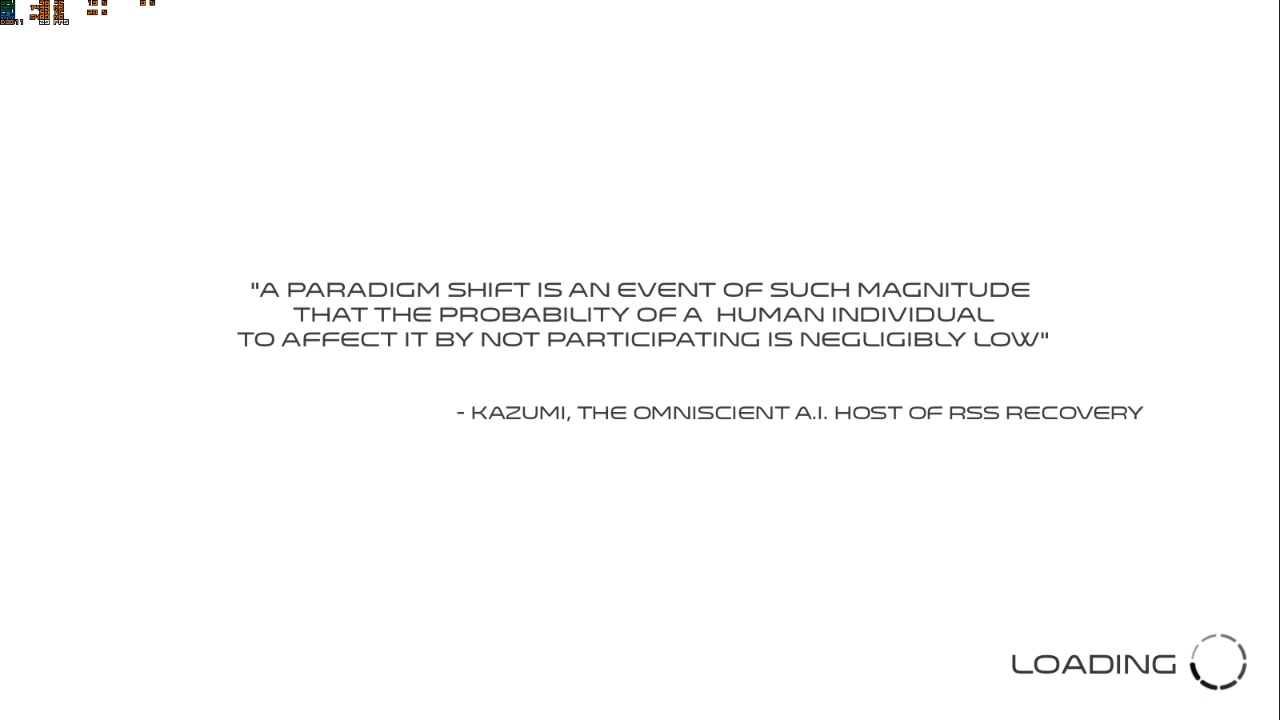 "A PARADIGM SHIFT IS AN EVENT OF SUCH MAGNITUDE
THAT THE PROBABILITY OF A  HUMAN INDIVIDUAL
TO AFFECT IT BY NOT PARTICIPATING IS NEGLIGIBLY LOW"
- KAZUMI, THE OMNISCIENT A.I. HOST OF RSS RECOVERY
LOADING